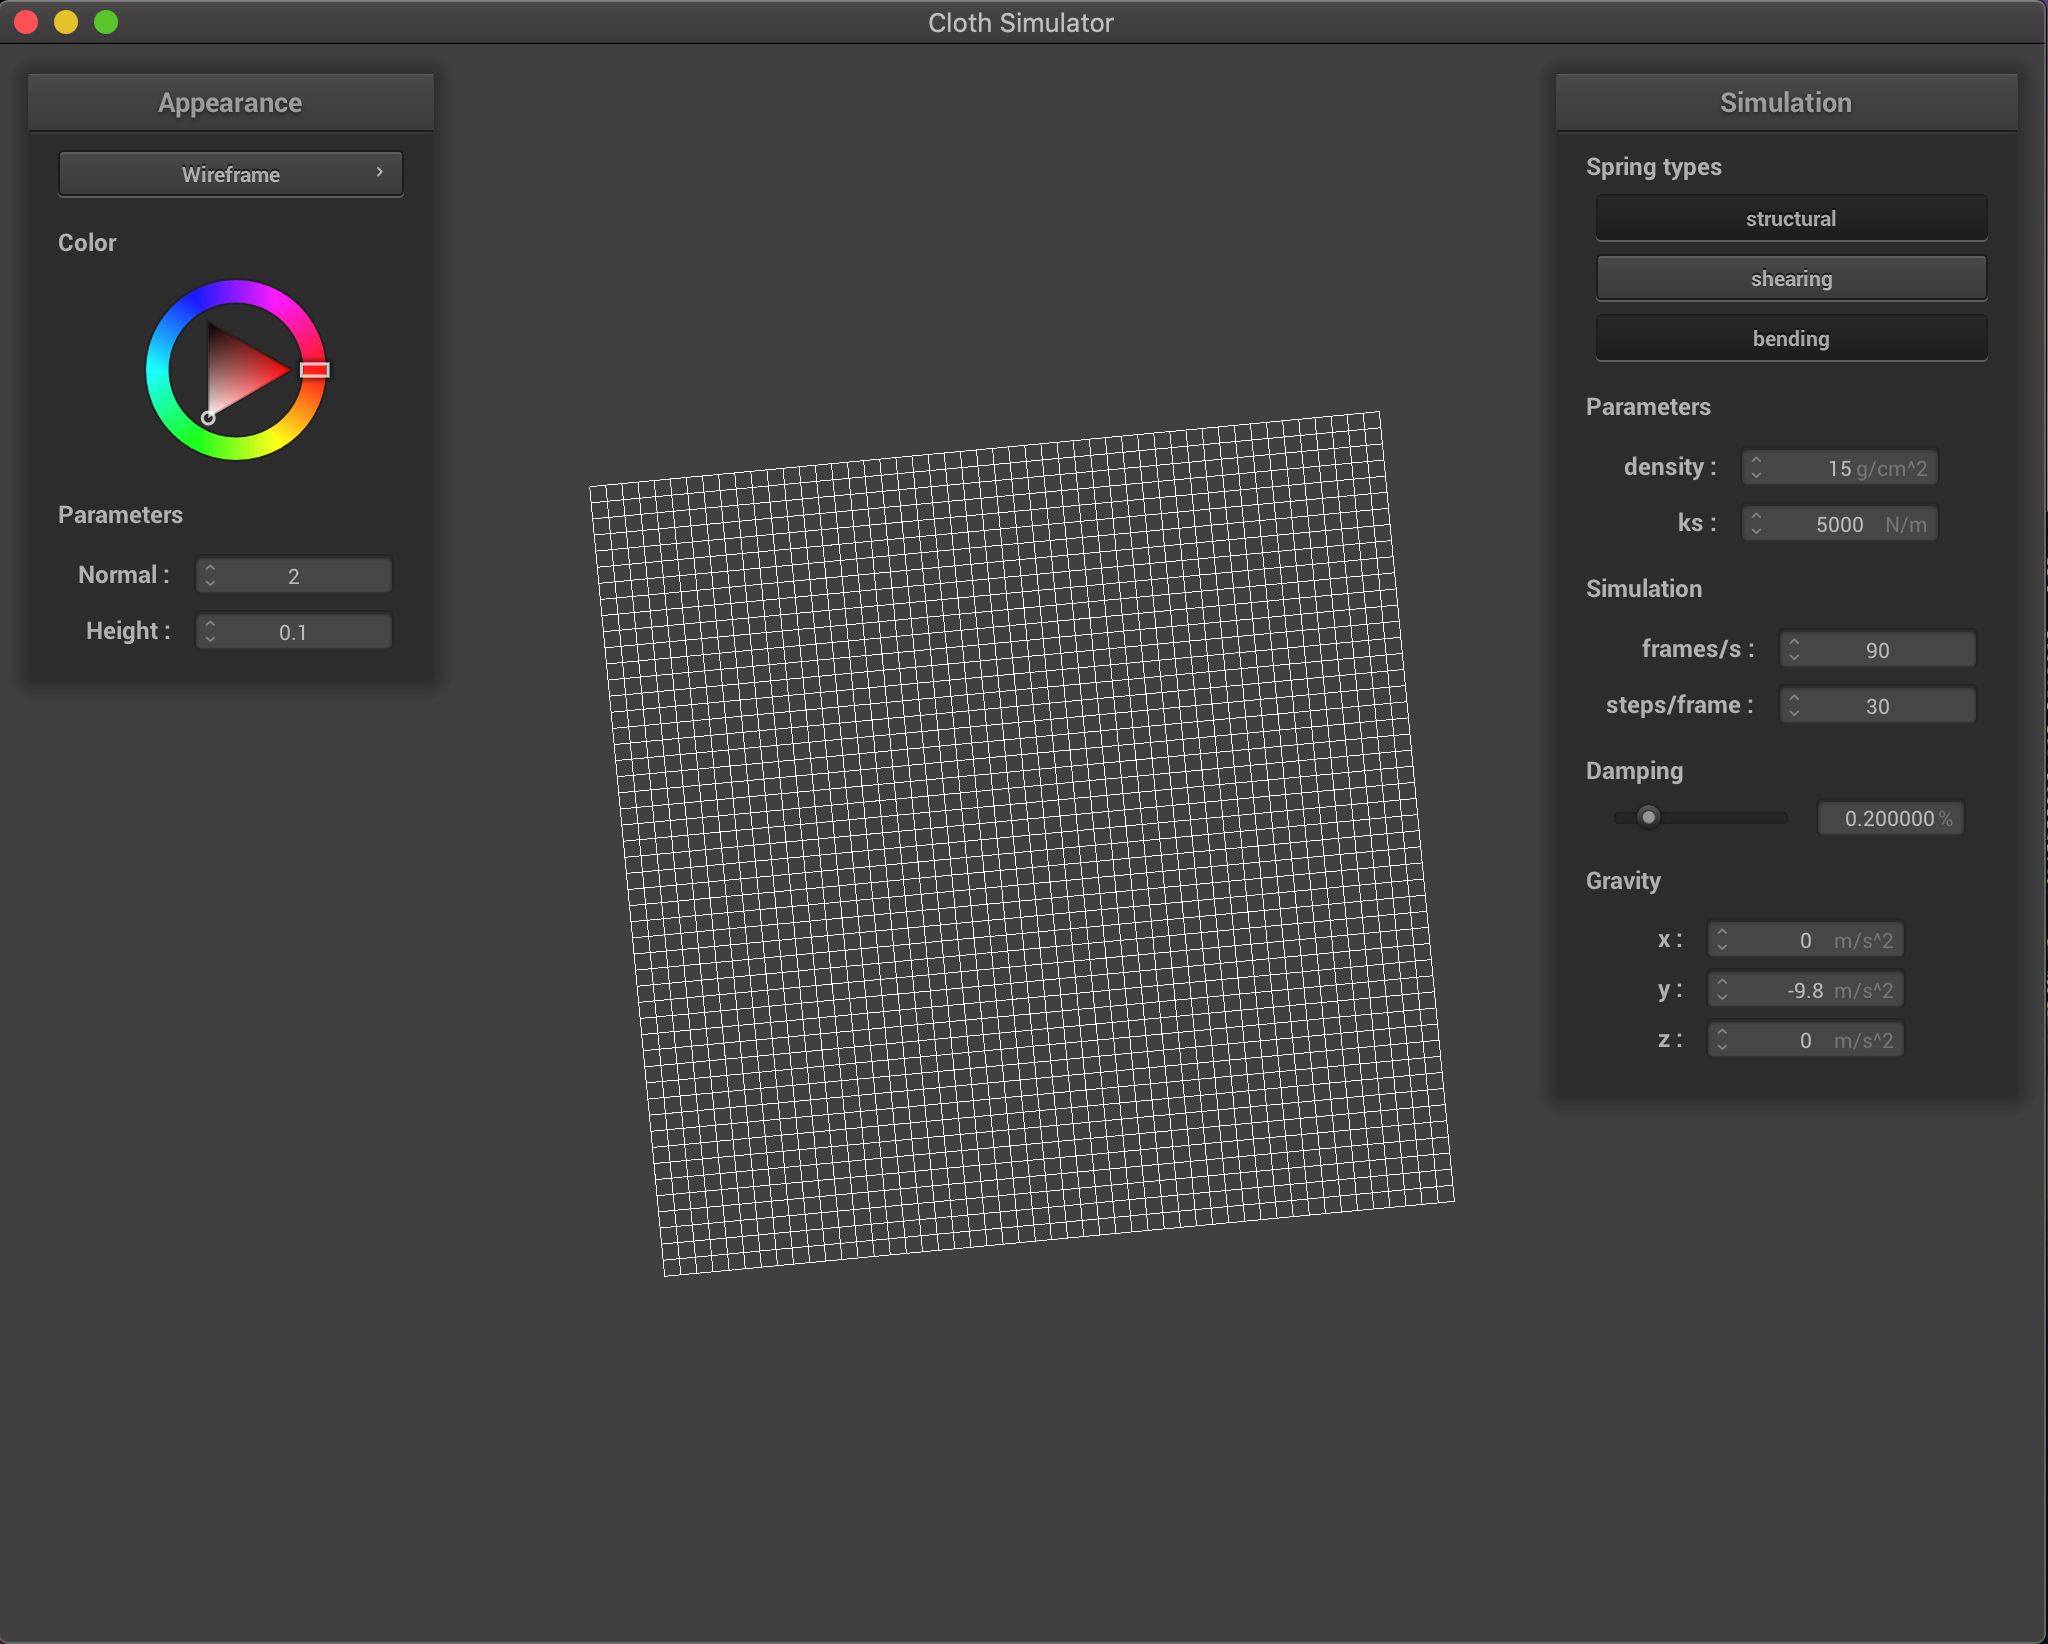 Cloth Simulator
Appearance
Wireframe
Color
Parameters
Normal : 2
Height : 0.1
Simulation
Spring types
structural
shearing
bending
Parameters
density : 15 g/cm^2
ks : 5000 N/m
Simulation
frames/s : 90
steps/frame : 30
Damping
0.200000 %
Gravity
x : 0 m/s^2
y : -9.8 m/s^2
z : 0 m/s^2